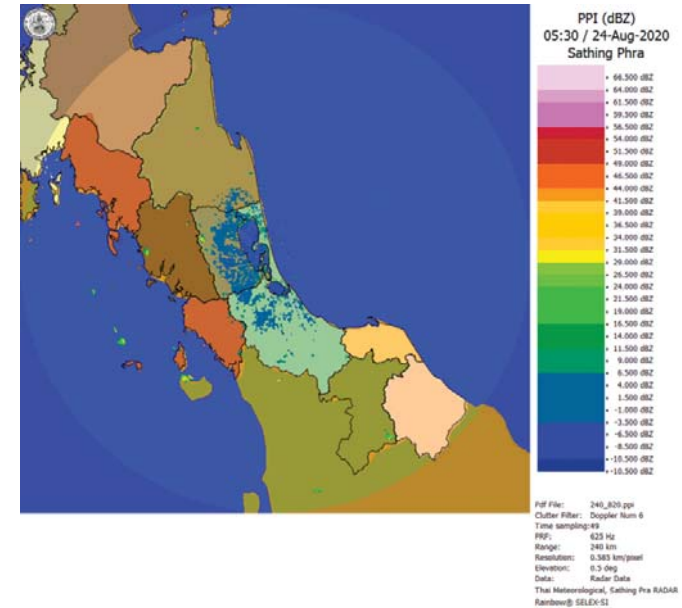 PPI (dBZ)
05:30 / 24-Aug-2020
Sathing Phra
66.500 dBZ
64.000 dBZ
61.500 dBZ
59.500 dBZ
56.500 dBZ
54.000 dBZ
51.500 dBZ
49.000 dBZ
46.500 dBZ
44.000 dBZ
41.500 dBZ
39.000 dBZ
36.500 dBZ
34.000 dBZ
31.500 dBZ
29.000 dBZ
26.500 dBZ
24.000 dBZ
21.500 dBZ
19.000 dBZ
16.500 dBZ
14.000 dBZ
11.500 dBZ
9.000 dBZ
6.500 dBZ
4.000 dBZ
1.500 dBZ
-1.000 dBZ
-3.500 dBZ
-8.500 dBZ
-10.500 dBZ
-10.500 dBZ
Pdf File: 240_820.ppi
Clutter Filter: Doppler Num 6
Time sampling:49
PRF: 625 Hz
Range: 240 km
Resolution: 0.585 km/pixel
Elevation: 0.5 deg
Data: Radar Data
Thai Meteorological, Sathing Pra RADAR
Rainbow® SELEX-SI